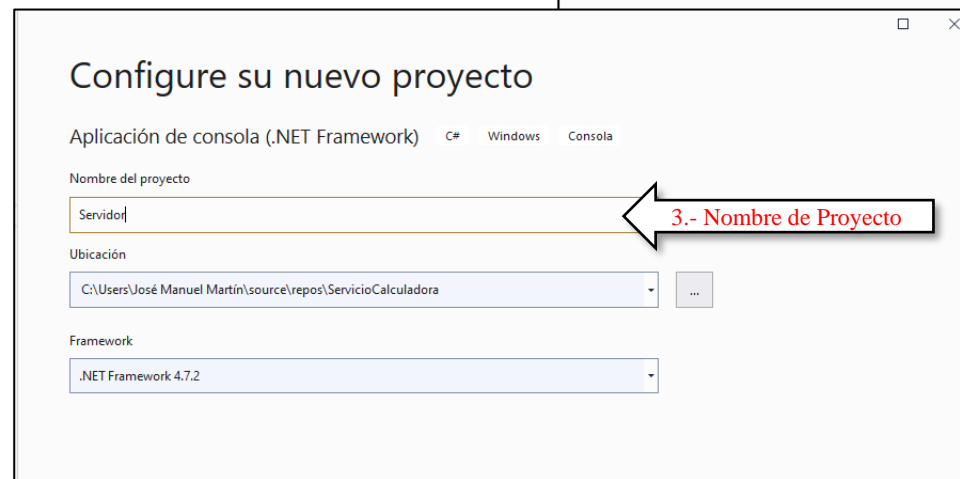 Configure su nuevo proyecto
Aplicación de consola (.NET Framework) C# Windows Consola
Nombre del proyecto
Servidor
3.- Nombre de Proyecto
Ubicación
C:\Users\José Manuel Martín\source\repos\ServicioCalculadora
...
Framework
.NET Framework 4.7.2